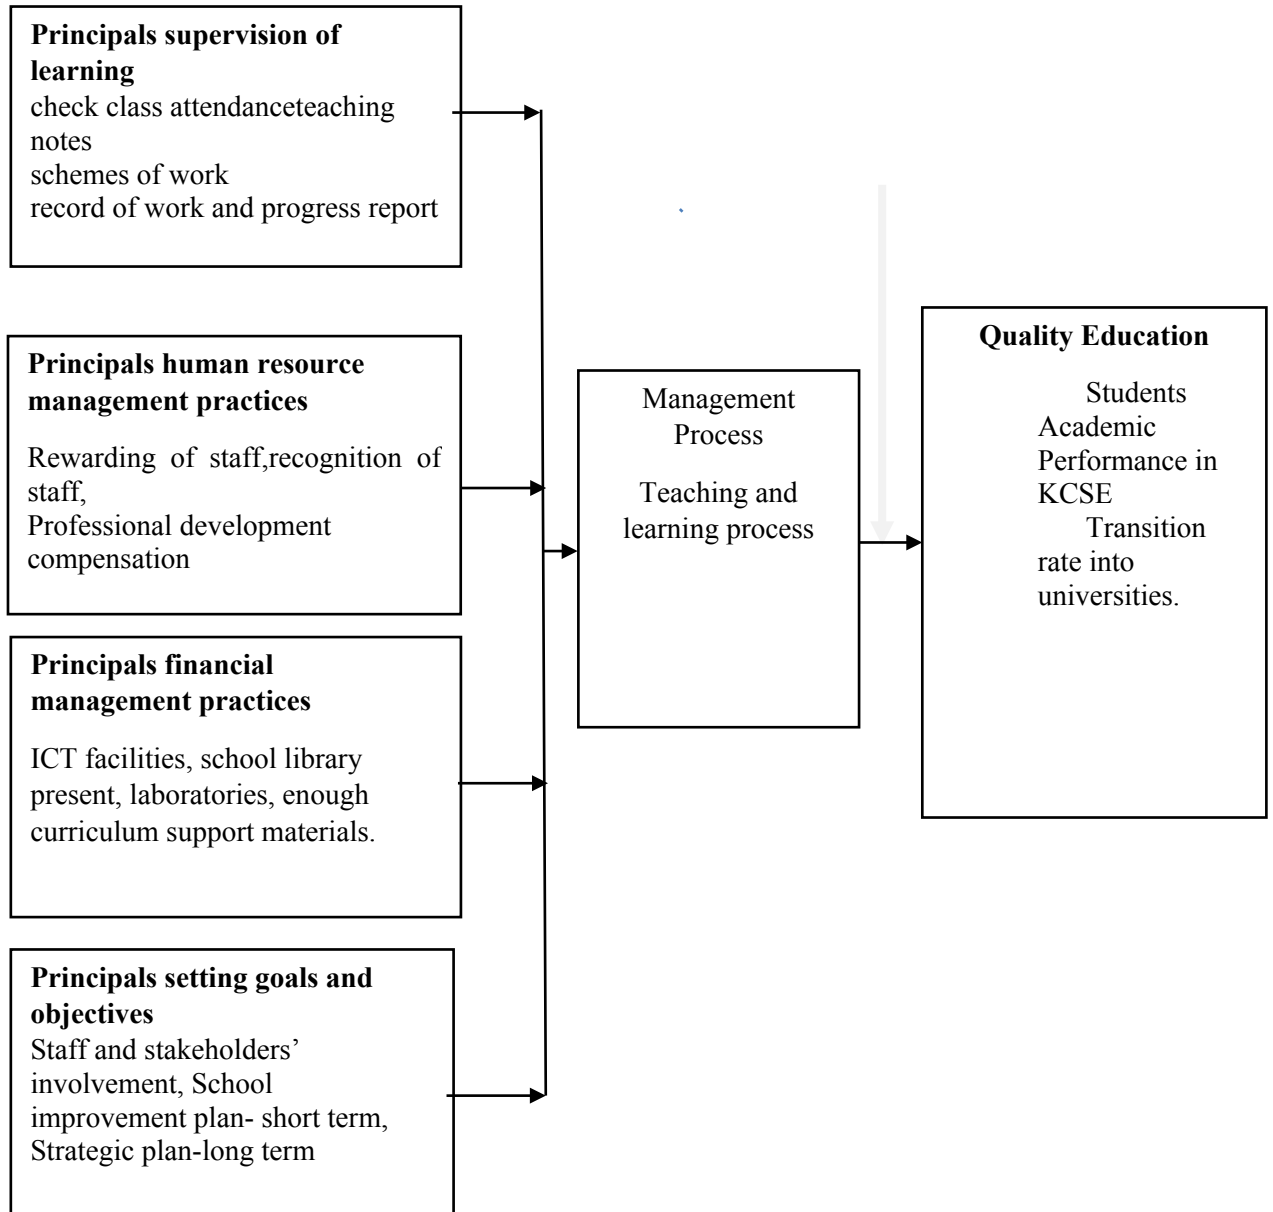 Principals supervision of
learning
check class attendanceteaching
notes
schemes of work
record of work and progress report
Principals human resource
management practices
Rewarding of staff,recognition of
staff,
Professional development
compensation
Principals financial
management practices
ICT facilities, school library
present, laboratories, enough
curriculum support materials.
Principals setting goals and
objectives
Staff and stakeholders’
involvement, School
improvement plan- short term,
Strategic plan-long term
Management
Process
Teaching and
learning process
Quality Education
Students
Academic
Performance in
KCSE
Transition
rate into
universities.